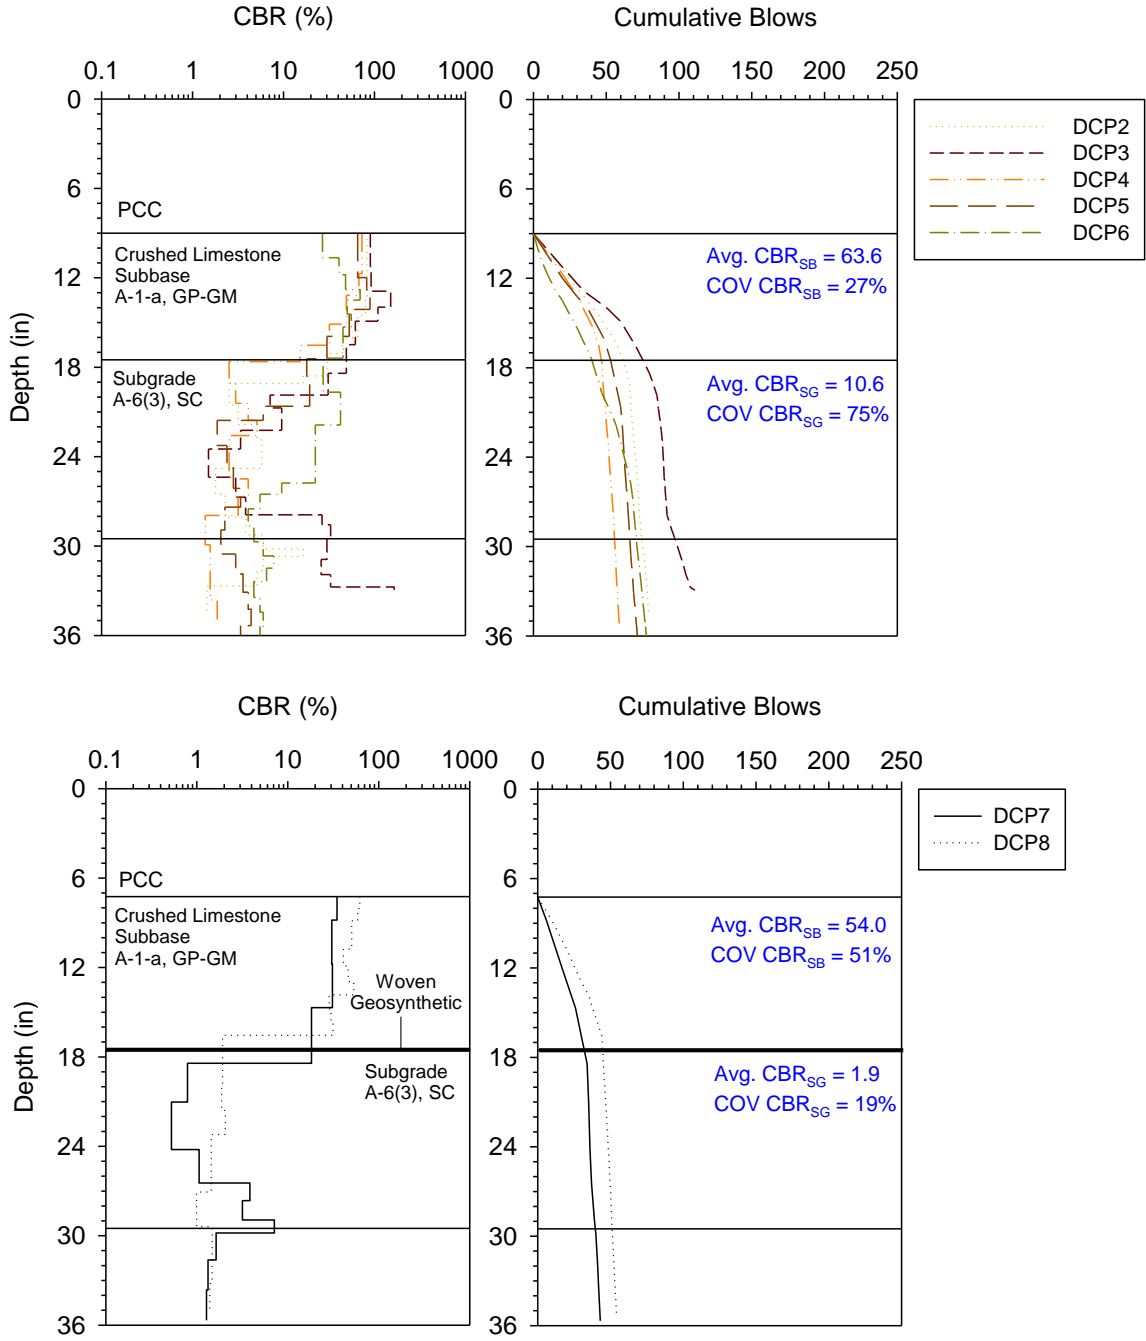 CBR (%)
Cumulative Blows
0.1 1 10 100 1000
0 50 100 150 200 250
0
6
12
18
24
30
36
Depth (in)
PCC
Crushed Limestone
Subbase
A-1-a, GP-GM
Subgrade
A-6(3), SC
Avg. CBRSB = 63.6
COV CBRSB = 27%
Avg. CBRSG = 10.6
COV CBRSG = 75%
DCP2
DCP3
DCP4
DCP5
DCP6
CBR (%)
Cumulative Blows
0.1 1 10 100 1000
0 50 100 150 200 250
0
6
12
18
24
30
36
Depth (in)
PCC
Crushed Limestone
Subbase
A-1-a, GP-GM
Woven
Geosynthetic
Subgrade
A-6(3), SC
Avg. CBRSB = 54.0
COV CBRSB = 51%
Avg. CBRSG = 1.9
COV CBRSG = 19%
DCP7
DCP8